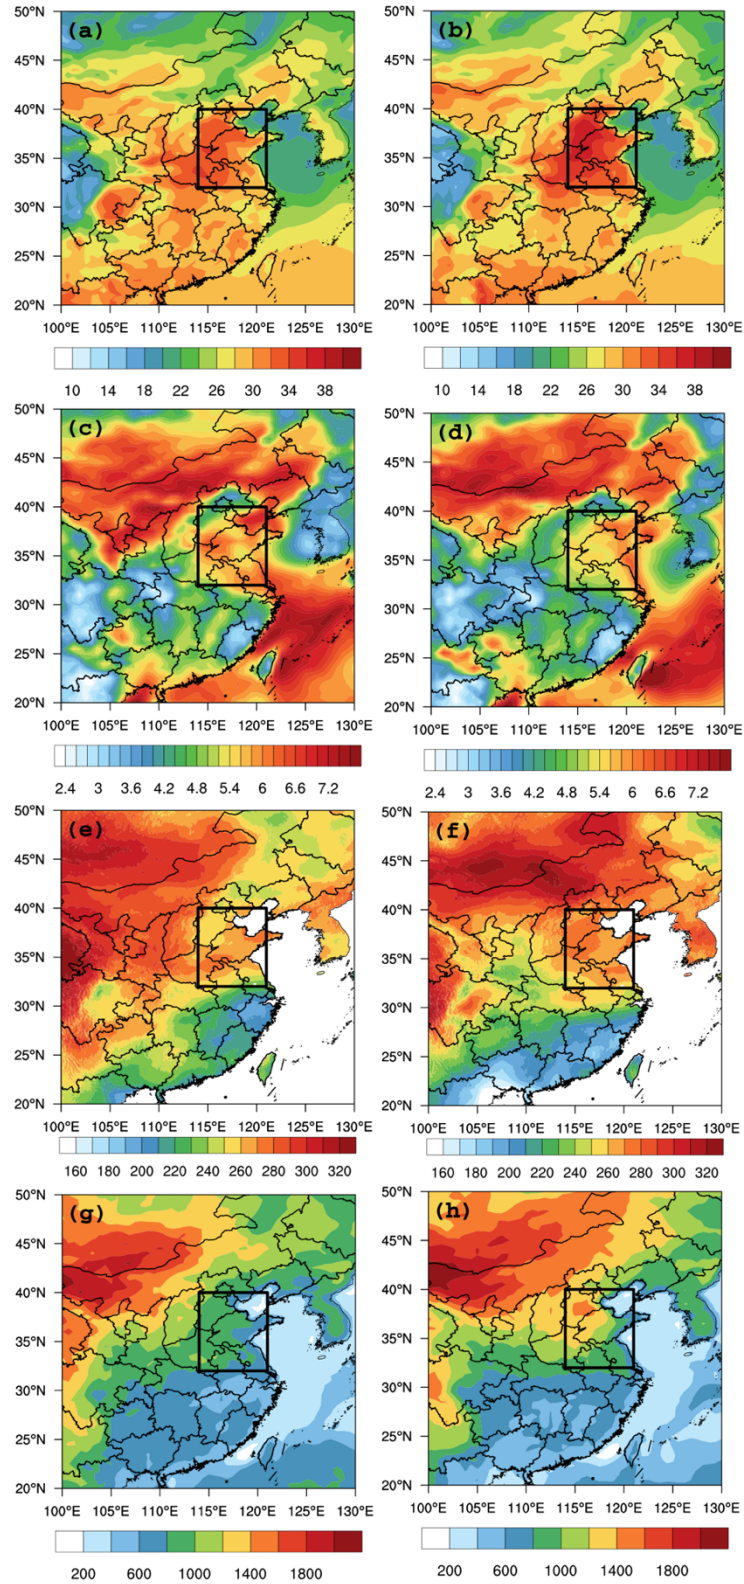 50°N (a)
45°N
40°N
35°N
30°N
25°N
20°N
100°E 105°E 110°E 115°E 120°E 125°E 130°E
10 14 18 22 26 30 34 38
50°N (b)
45°N
40°N
35°N
30°N
25°N
20°N
100°E 105°E 110°E 115°E 120°E 125°E 130°E
10 14 18 22 26 30 34 38
50°N (c)
45°N
40°N
35°N
30°N
25°N
20°N
100°E 105°E 110°E 115°E 120°E 125°E 130°E
2.4 3 3.6 4.2 4.8 5.4 6 6.6 7.2
50°N (d)
45°N
40°N
35°N
30°N
25°N
20°N
100°E 105°E 110°E 115°E 120°E 125°E 130°E
2.4 3 3.6 4.2 4.8 5.4 6 6.6 7.2
50°N (e)
45°N
40°N
35°N
30°N
25°N
20°N
100°E 105°E 110°E 115°E 120°E 125°E 130°E
160 180 200 220 240 260 280 300 320
50°N (f)
45°N
40°N
35°N
30°N
25°N
20°N
100°E 105°E 110°E 115°E 120°E 125°E 130°E
160 180 200 220 240 260 280 300 320
50°N (g)
45°N
40°N
35°N
30°N
25°N
20°N
100°E 105°E 110°E 115°E 120°E 125°E 130°E
200 600 1000 1400 1800
50°N (h)
45°N
40°N
35°N
30°N
25°N
20°N
100°E 105°E 110°E 115°E 120°E 125°E 130°E
200 600 1000 1400 1800